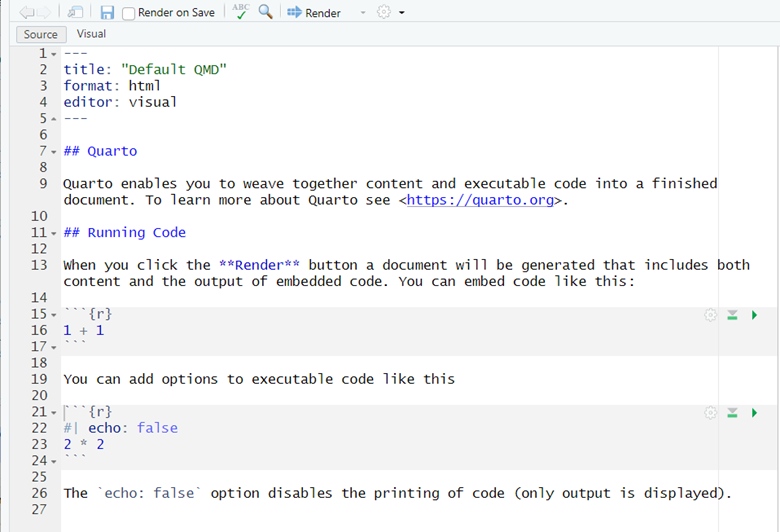 Render on Save ABC Render
Source Visual
1 ---
2 title: "Default QMD"
3 format: html
4 editor: visual
5 ---
6
7 ## Quarto
8
9 Quarto enables you to weave together content and executable code into a finished
document. To learn more about Quarto see <https://quarto.org>.
10
11 ## Running Code
12
13 When you click the **Render** button a document will be generated that includes both
content and the output of embedded code. You can embed code like this:
14
15 ```{r}
16 1 + 1
17 ```
18
19 You can add options to executable code like this
20
21 ```{r}
22 #| echo: false
23 2 * 2
24 ```
25
26 The `echo: false` option disables the printing of code (only output is displayed).
27